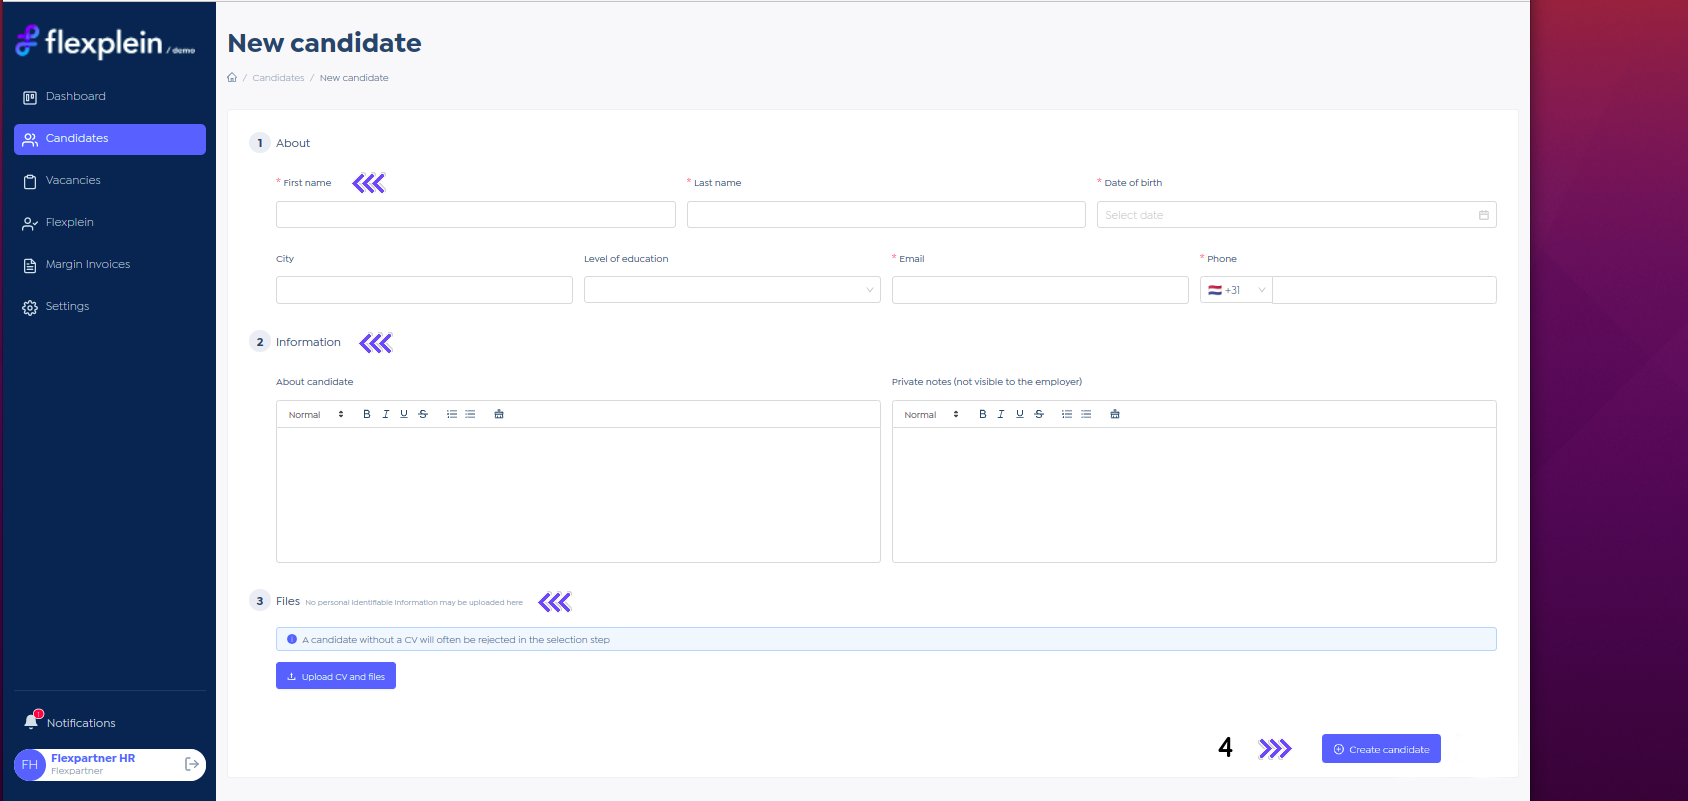 flexplein / demo
Dashboard
Candidates
Vacancies
Flexplein
Margin Invoices
Settings
Notifications
FH
Flexpartner HR
Flexpartner
New candidate
/ Candidates / New candidate
1 About
* First name
* Last name
* Date of birth
Select date
City
Level of education
* Email
* Phone
+31
2 Information
About candidate
Private notes (not visible to the employer)
Normal B I U S
Normal B I U S
3 Files No personal identifiable information may be uploaded here
A candidate without a CV will often be rejected in the selection step
Upload CV and files
4
Create candidate